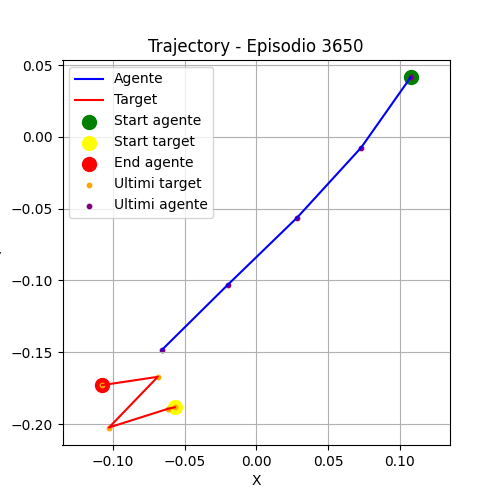 Trajectory - Episodio 3650
0.05
0.00
−0.05
−0.10
−0.15
−0.20
Agente
Target
Start agente
Start target
End agente
Ultimi target
Ultimi agente
−0.10
−0.05
0.00
0.05
0.10
X